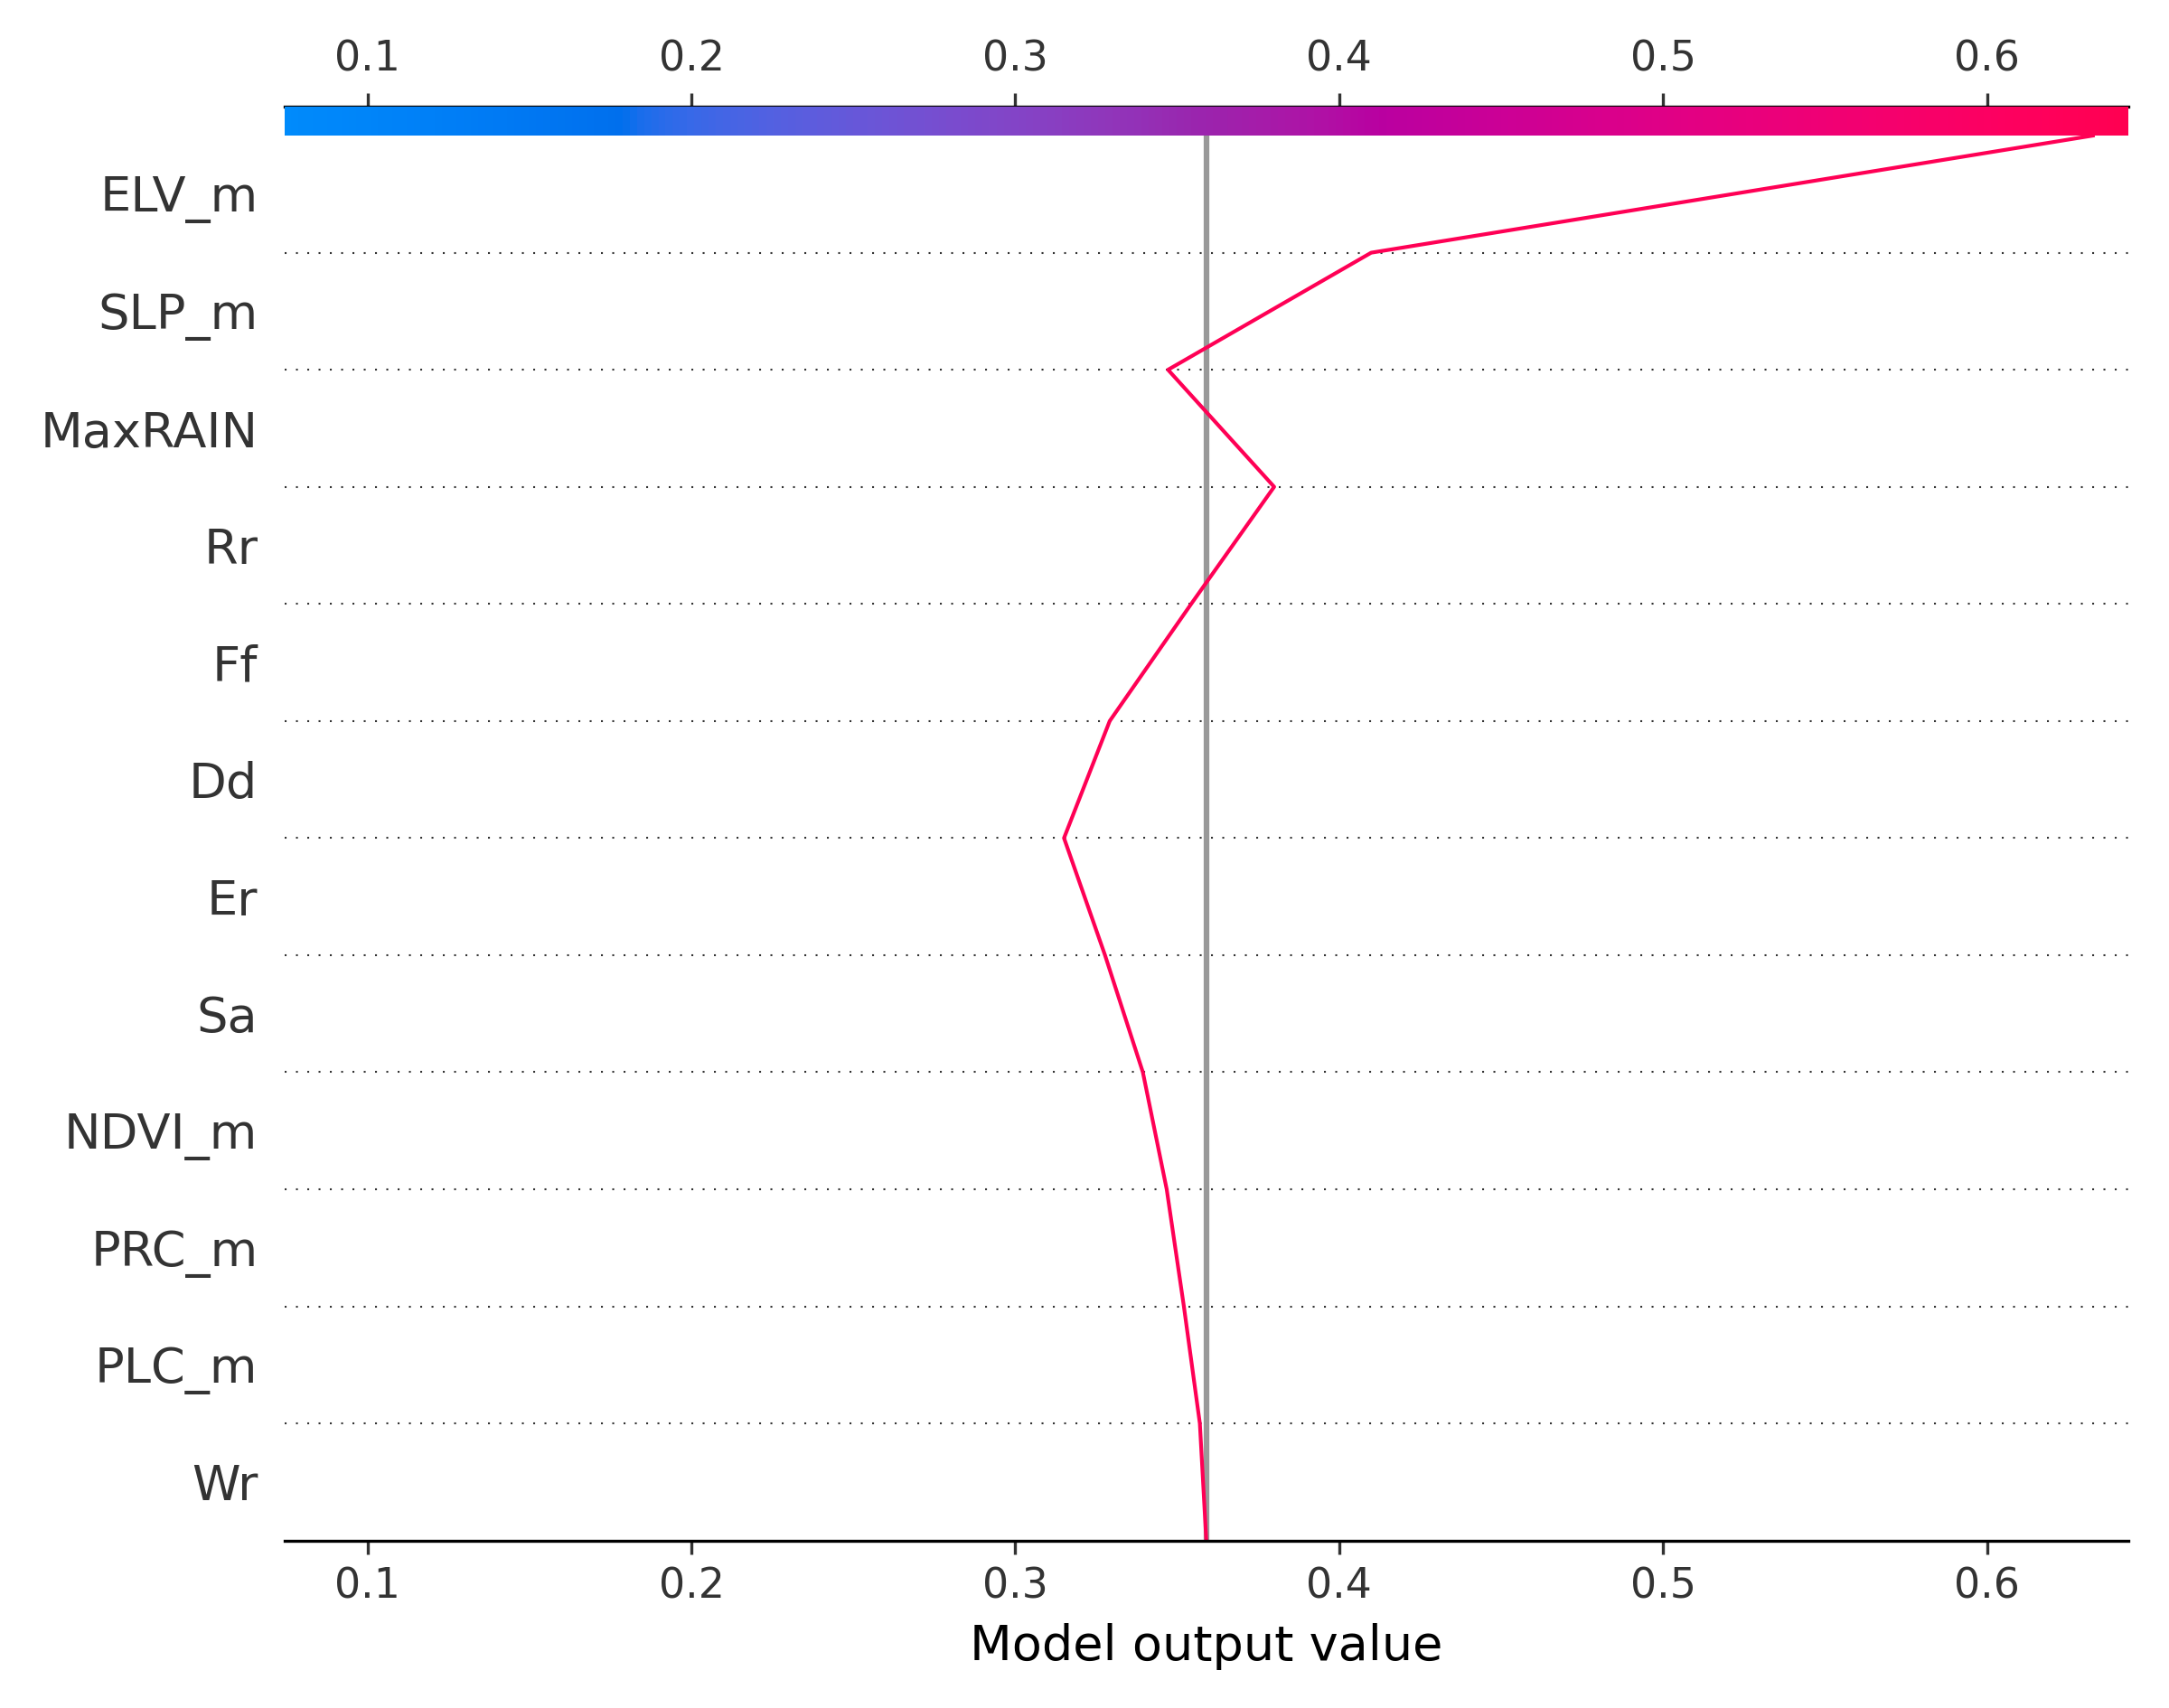 0.1 0.2 0.3 0.4 0.5 0.6
ELV_m
SLP_m
MaxRAIN
Rr
Ff
Dd
Er
Sa
NDVI_m
PRC_m
PLC_m
Wr
0.1 0.2 0.3 0.4 0.5 0.6
Model output value